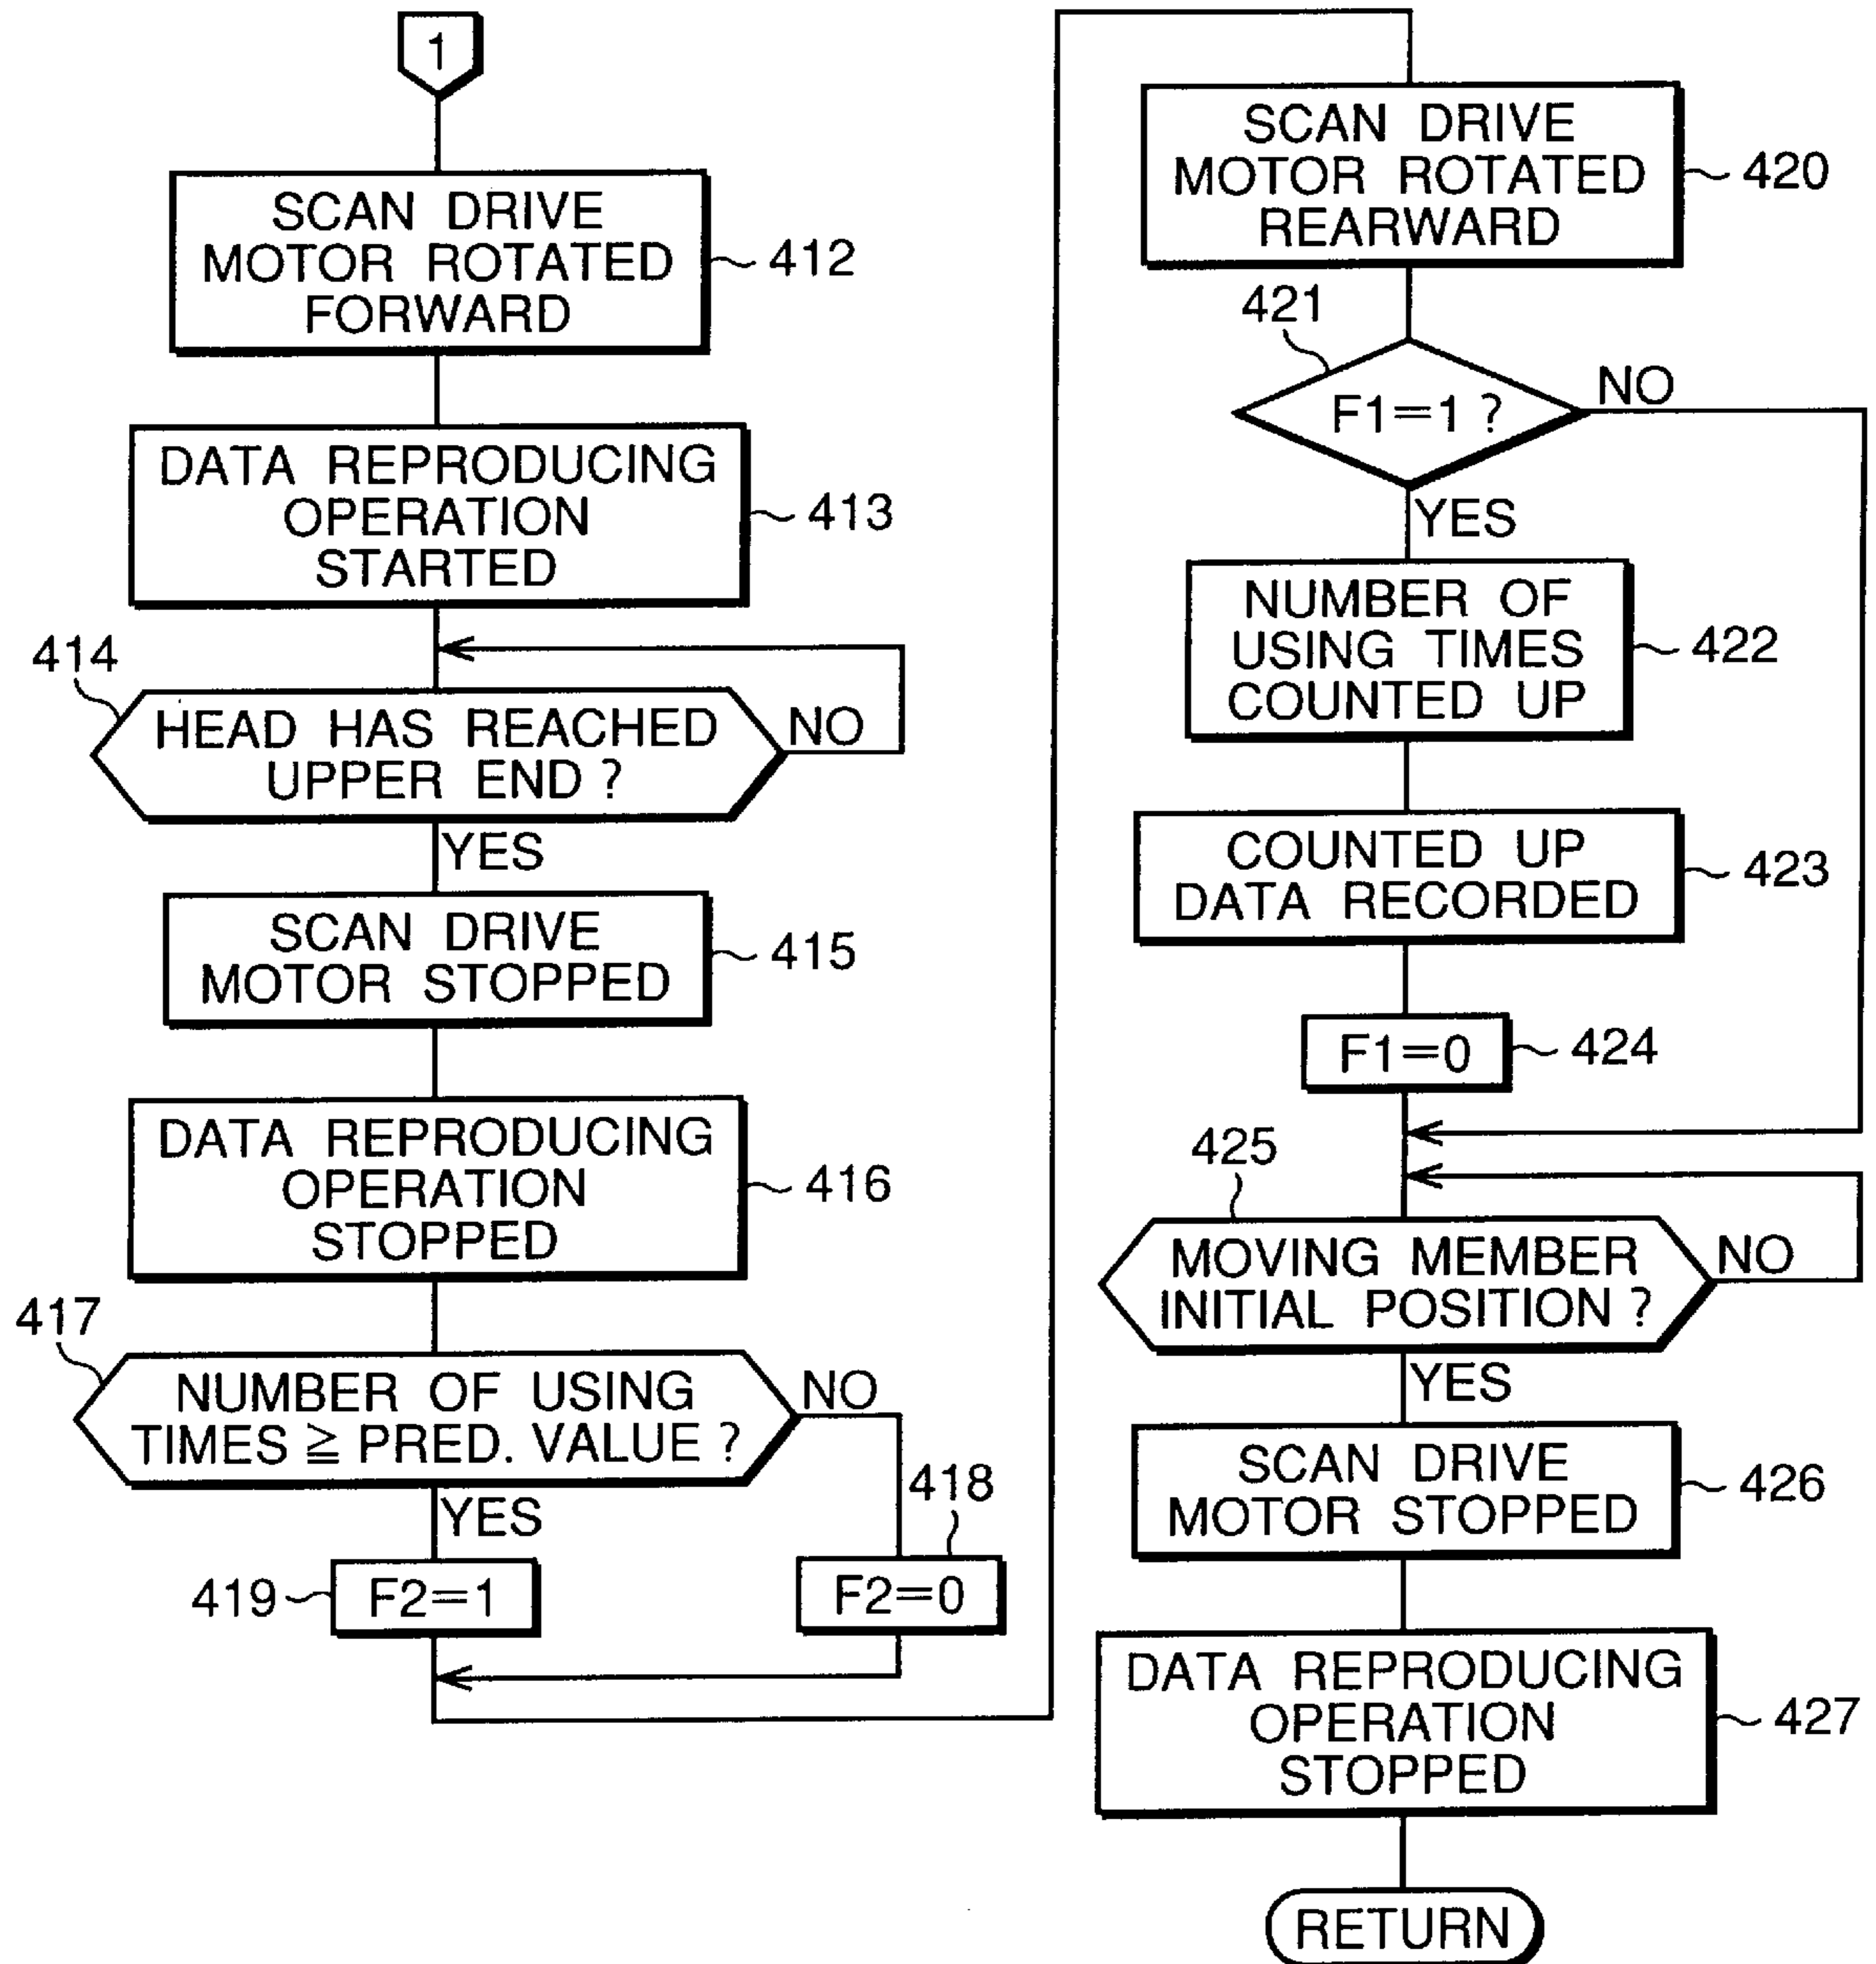 1
SCAN DRIVE
MOTOR ROTATED
FORWARD
412
DATA REPRODUCING
OPERATION
STARTED
413
414
HEAD HAS REACHED
UPPER END ?
NO
YES
SCAN DRIVE
MOTOR STOPPED
415
DATA REPRODUCING
OPERATION
STOPPED
416
417
NUMBER OF USING
TIMES ≧ PRED. VALUE ?
NO
YES
418
419
F2=1
F2=0
SCAN DRIVE
MOTOR ROTATED
REARWARD
420
421
F1=1 ?
NO
YES
NUMBER OF
USING TIMES
COUNTED UP
422
COUNTED UP
DATA RECORDED
423
F1=0
424
425
MOVING MEMBER
INITIAL POSITION ?
NO
YES
SCAN DRIVE
MOTOR STOPPED
426
DATA REPRODUCING
OPERATION
STOPPED
427
RETURN